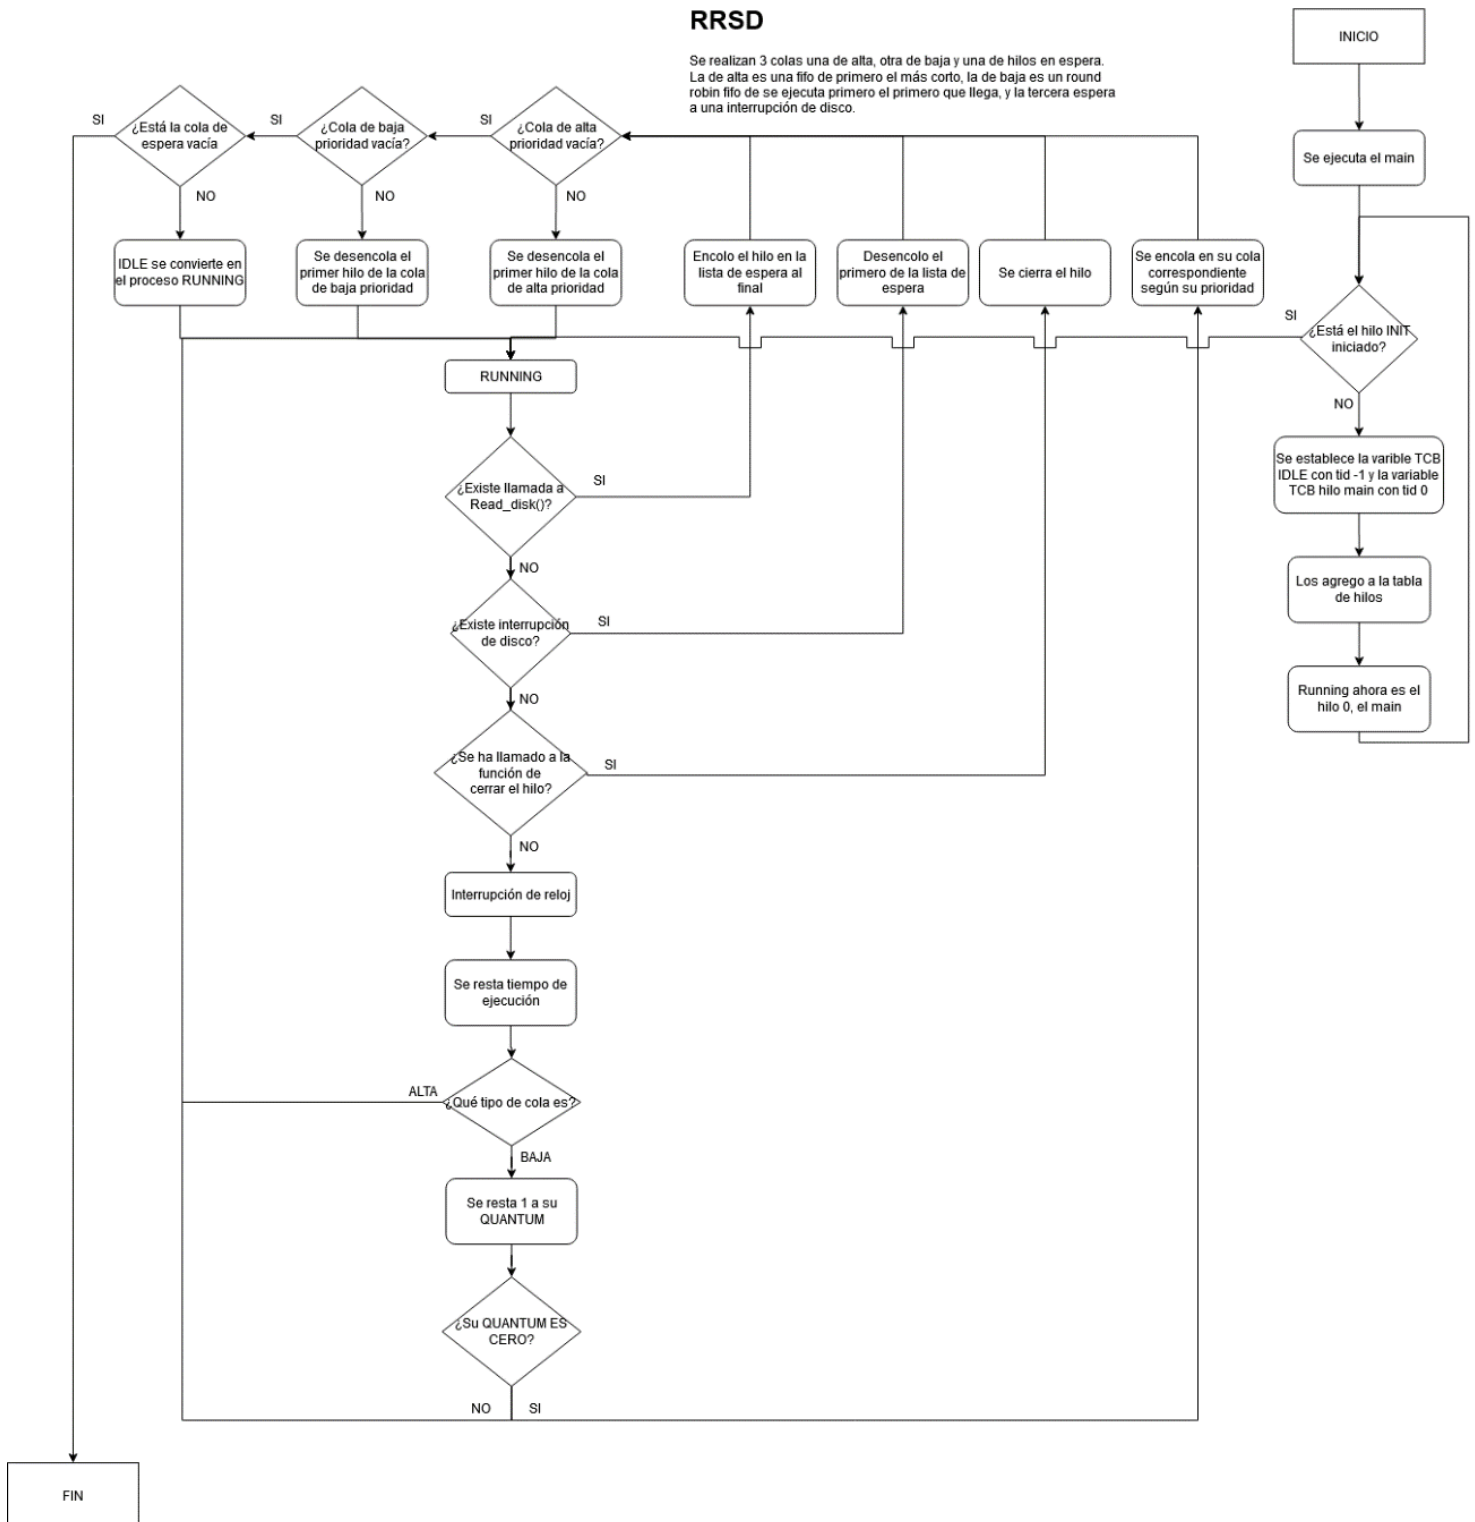 RRSD
Se realizan 3 colas una de alta, otra de baja y una de hilos en espera.
La de alta es una fifo de primero el más corto, la de baja es un round
robin fifo de se ejecuta primero el primero que llega, y la tercera espera
a una interrupción de disco.
INICIO
Se ejecuta el main
SI
¿Está la cola de
espera vacía
SI
¿Cola de baja
prioridad vacía?
SI
¿Cola de alta
prioridad vacía?
NO
NO
NO
IDLE se convierte en
el proceso RUNNING
Se desencola el
primer hilo de la cola
de baja prioridad
Se desencola el
primer hilo de la cola
de alta prioridad
Encolo el hilo en la
lista de espera al
final
Desencolo el
primero de la lista de
espera
Se cierra el hilo
Se encola en su cola
correspondiente
según su prioridad
SI
¿Está el hilo INIT
iniciado?
NO
Se establece la varible TCB
IDLE con tid -1 y la variable
TCB hilo main con tid 0
Los agrego a la tabla
de hilos
Running ahora es el
hilo 0, el main
RUNNING
¿Existe llamada a
Read_disk()?
SI
NO
¿Existe interrupción
de disco?
SI
NO
¿Se ha llamado a la
función de
cerrar el hilo?
SI
NO
Interrupción de reloj
Se resta tiempo de
ejecución
ALTA
¿Qué tipo de cola es?
BAJA
Se resta 1 a su
QUANTUM
¿Su QUANTUM ES
CERO?
NO
SI
FIN